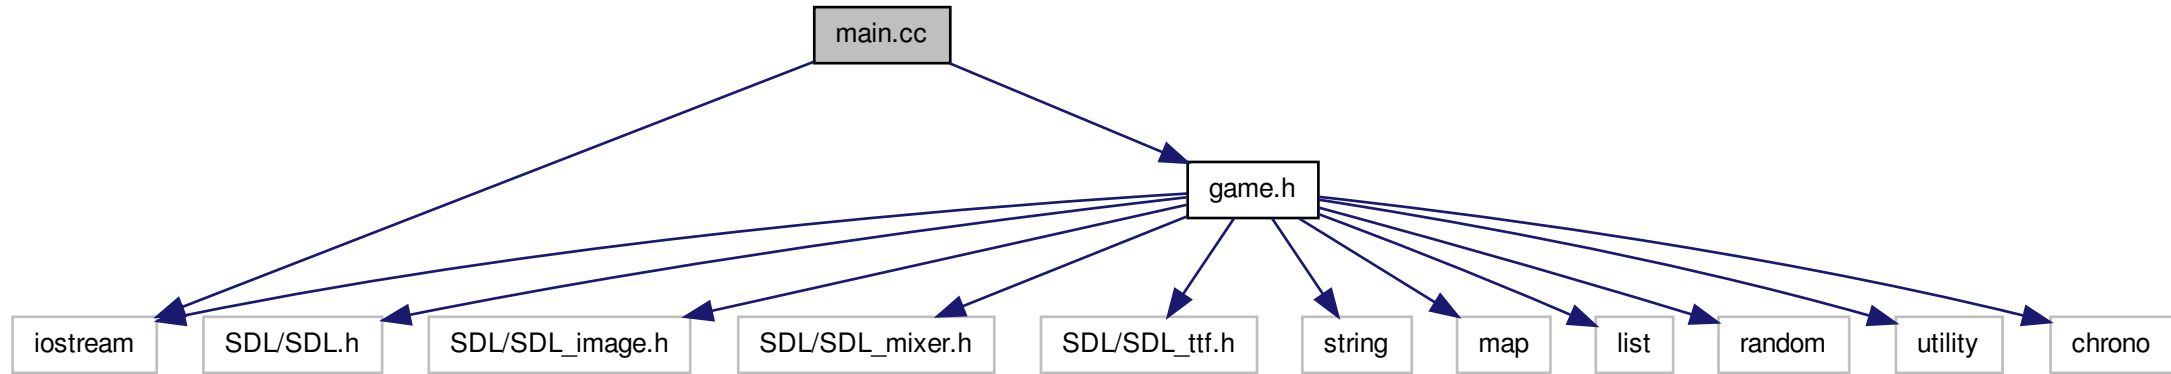 main.cc
game.h
iostream
SDL/SDL.h
SDL/SDL_image.h
SDL/SDL_mixer.h
SDL/SDL_ttf.h
string
map
list
random
utility
chrono